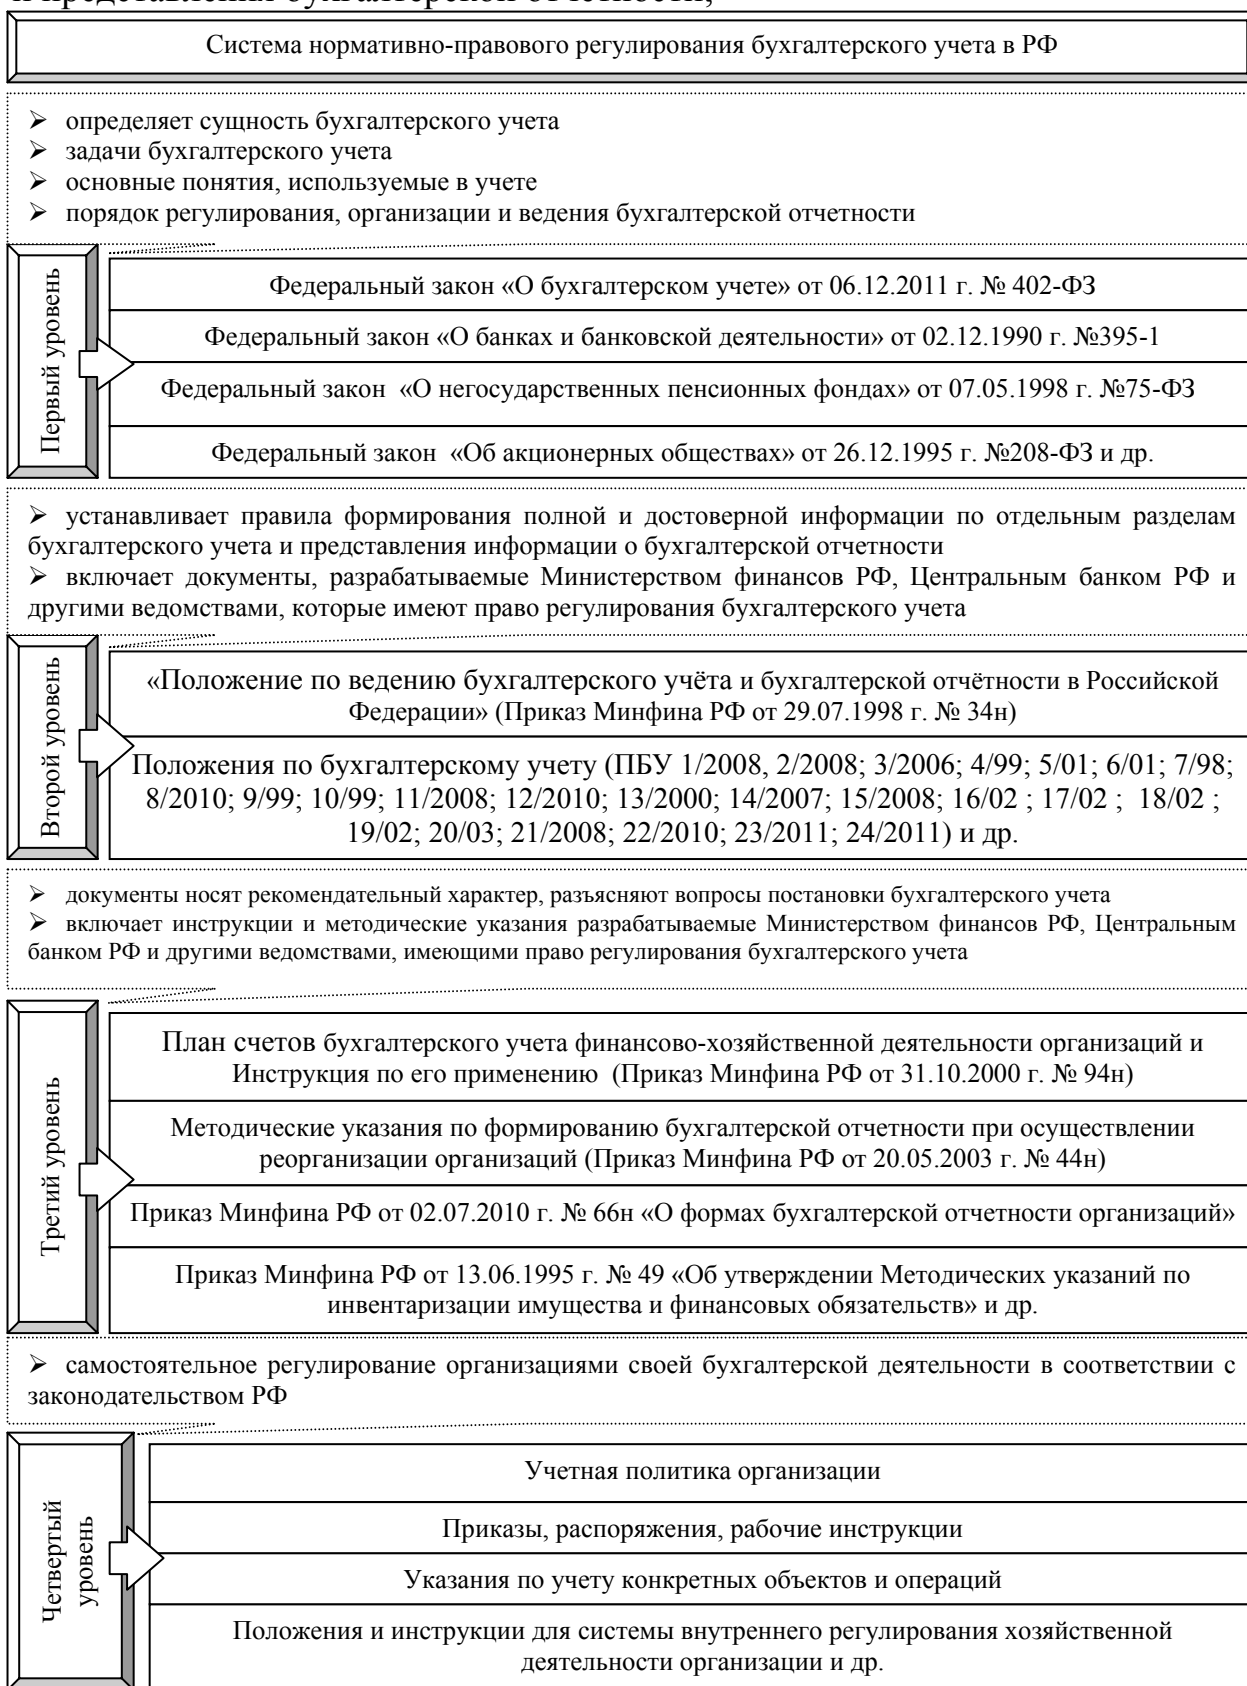 и представления бухгалтерской отчетности;
Система нормативно-правового регулирования бухгалтерского учета в РФ
➢ определяет сущность бухгалтерского учета
➢ задачи бухгалтерского учета
➢ основные понятия, используемые в учете
➢ порядок регулирования, организации и ведения бухгалтерской отчетности
Первый уровень
Федеральный закон «О бухгалтерском учете» от 06.12.2011 г. № 402-ФЗ
Федеральный закон «О банках и банковской деятельности» от 02.12.1990 г. №395-1
Федеральный закон «О негосударственных пенсионных фондах» от 07.05.1998 г. №75-ФЗ
Федеральный закон «Об акционерных обществах» от 26.12.1995 г. №208-ФЗ и др.
➢ устанавливает правила формирования полной и достоверной информации по отдельным разделам
бухгалтерского учета и представления информации о бухгалтерской отчетности
➢ включает документы, разрабатываемые Министерством финансов РФ, Центральным банком РФ и
другими ведомствами, которые имеют право регулирования бухгалтерского учета
Второй уровень
«Положение по ведению бухгалтерского учёта и бухгалтерской отчётности в Российской
Федерации» (Приказ Минфина РФ от 29.07.1998 г. № 34н)
Положения по бухгалтерскому учету (ПБУ 1/2008, 2/2008; 3/2006; 4/99; 5/01; 6/01; 7/98;
8/2010; 9/99; 10/99; 11/2008; 12/2010; 13/2000; 14/2007; 15/2008; 16/02 ; 17/02 ; 18/02 ;
19/02; 20/03; 21/2008; 22/2010; 23/2011; 24/2011) и др.
➢ документы носят рекомендательный характер, разъясняют вопросы постановки бухгалтерского учета
➢ включает инструкции и методические указания разрабатываемые Министерством финансов РФ, Центральным
банком РФ и другими ведомствами, имеющими право регулирования бухгалтерского учета
Третий уровень
План счетов бухгалтерского учета финансово-хозяйственной деятельности организаций и
Инструкция по его применению (Приказ Минфина РФ от 31.10.2000 г. № 94н)
Методические указания по формированию бухгалтерской отчетности при осуществлении
реорганизации организаций (Приказ Минфина РФ от 20.05.2003 г. № 44н)
Приказ Минфина РФ от 02.07.2010 г. № 66н «О формах бухгалтерской отчетности организаций»
Приказ Минфина РФ от 13.06.1995 г. № 49 «Об утверждении Методических указаний по
инвентаризации имущества и финансовых обязательств» и др.
➢ самостоятельное регулирование организациями своей бухгалтерской деятельности в соответствии с
законодательством РФ
Четвертый
уровень
Учетная политика организации
Приказы, распоряжения, рабочие инструкции
Указания по учету конкретных объектов и операций
Положения и инструкции для системы внутреннего регулирования хозяйственной
деятельности организации и др.